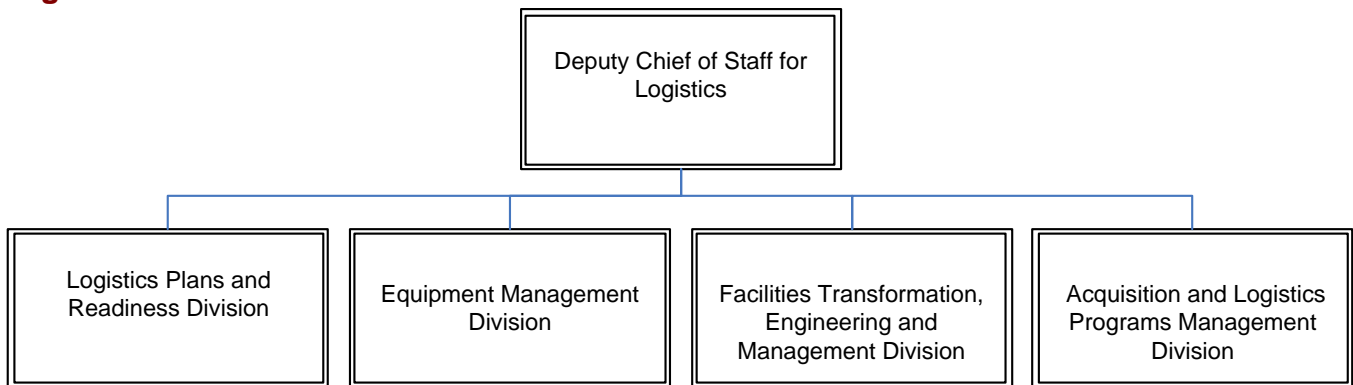 Deputy Chief of Staff for
Logistics
Logistics Plans and
Readiness Division
Equipment Management
Division
Facilities Transformation,
Engineering and
Management Division
Acquisition and Logistics
Programs Management
Division